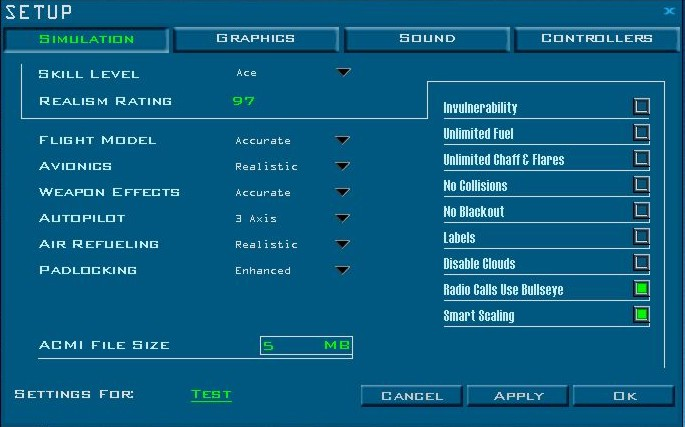 SETUP x
SIMULATION GRAPHICS SOUND CONTROLLERS
SKILL LEVEL Ace
REALISM RATING 97
FLIGHT MODEL Accurate
AVIONICS Realistic
WEAPON EFFECTS Accurate
AUTOPILOT 3 Axis
AIR REFUELING Realistic
PADLOCKING Enhanced
ACMI FILE SIZE 5 MB
Invulnerability
Unlimited Fuel
Unlimited Chaff & Flares
No Collisions
No Blackout
Labels
Disable Clouds
Radio Calls Use Bullseye
Smart Scaling
SETTINGS FOR: TEST CANCEL APPLY OK